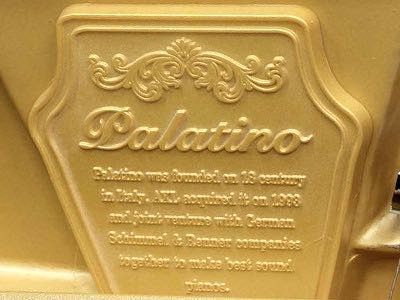 Palatino
Palatino was founded on 18 century
in Italy, AXL acquired it on 1968
and joint venture with German
Schimmel & Renner companies
together to make best sound
pianos.